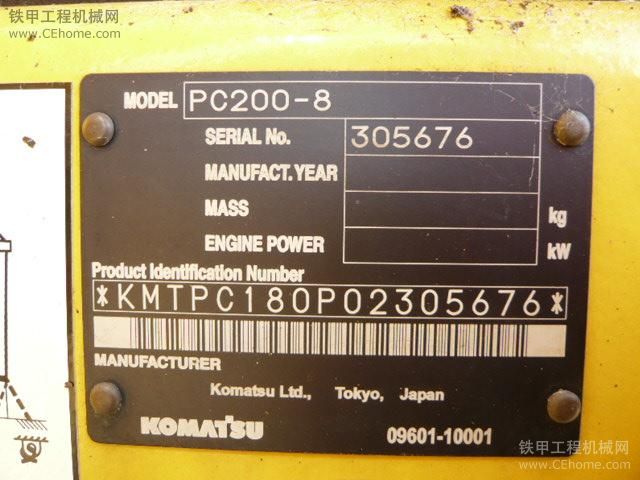 铁甲工程机械网
www.CEhome.com
MODEL PC200-8
SERIAL No. 305676
MANUFACT. YEAR
MASS kg
ENGINE POWER kW
Product Identification Number
*KMTPC180P02305676*
MANUFACTURER
Komatsu Ltd., Tokyo, Japan
KOMATSU 09601-10001
铁甲工程机械网
www.CEhome.com